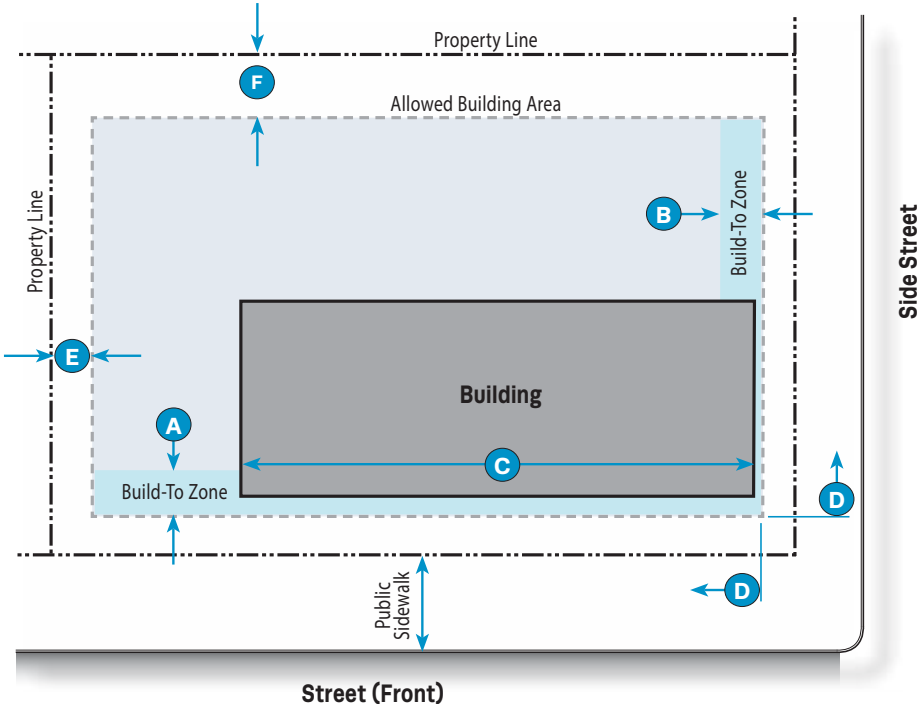 Property Line
F
Allowed Building Area
Property Line
B
Build-To Zone
Side Street
E
Building
A
C
Build-To Zone
D
D
Public
Sidewalk
Street (Front)